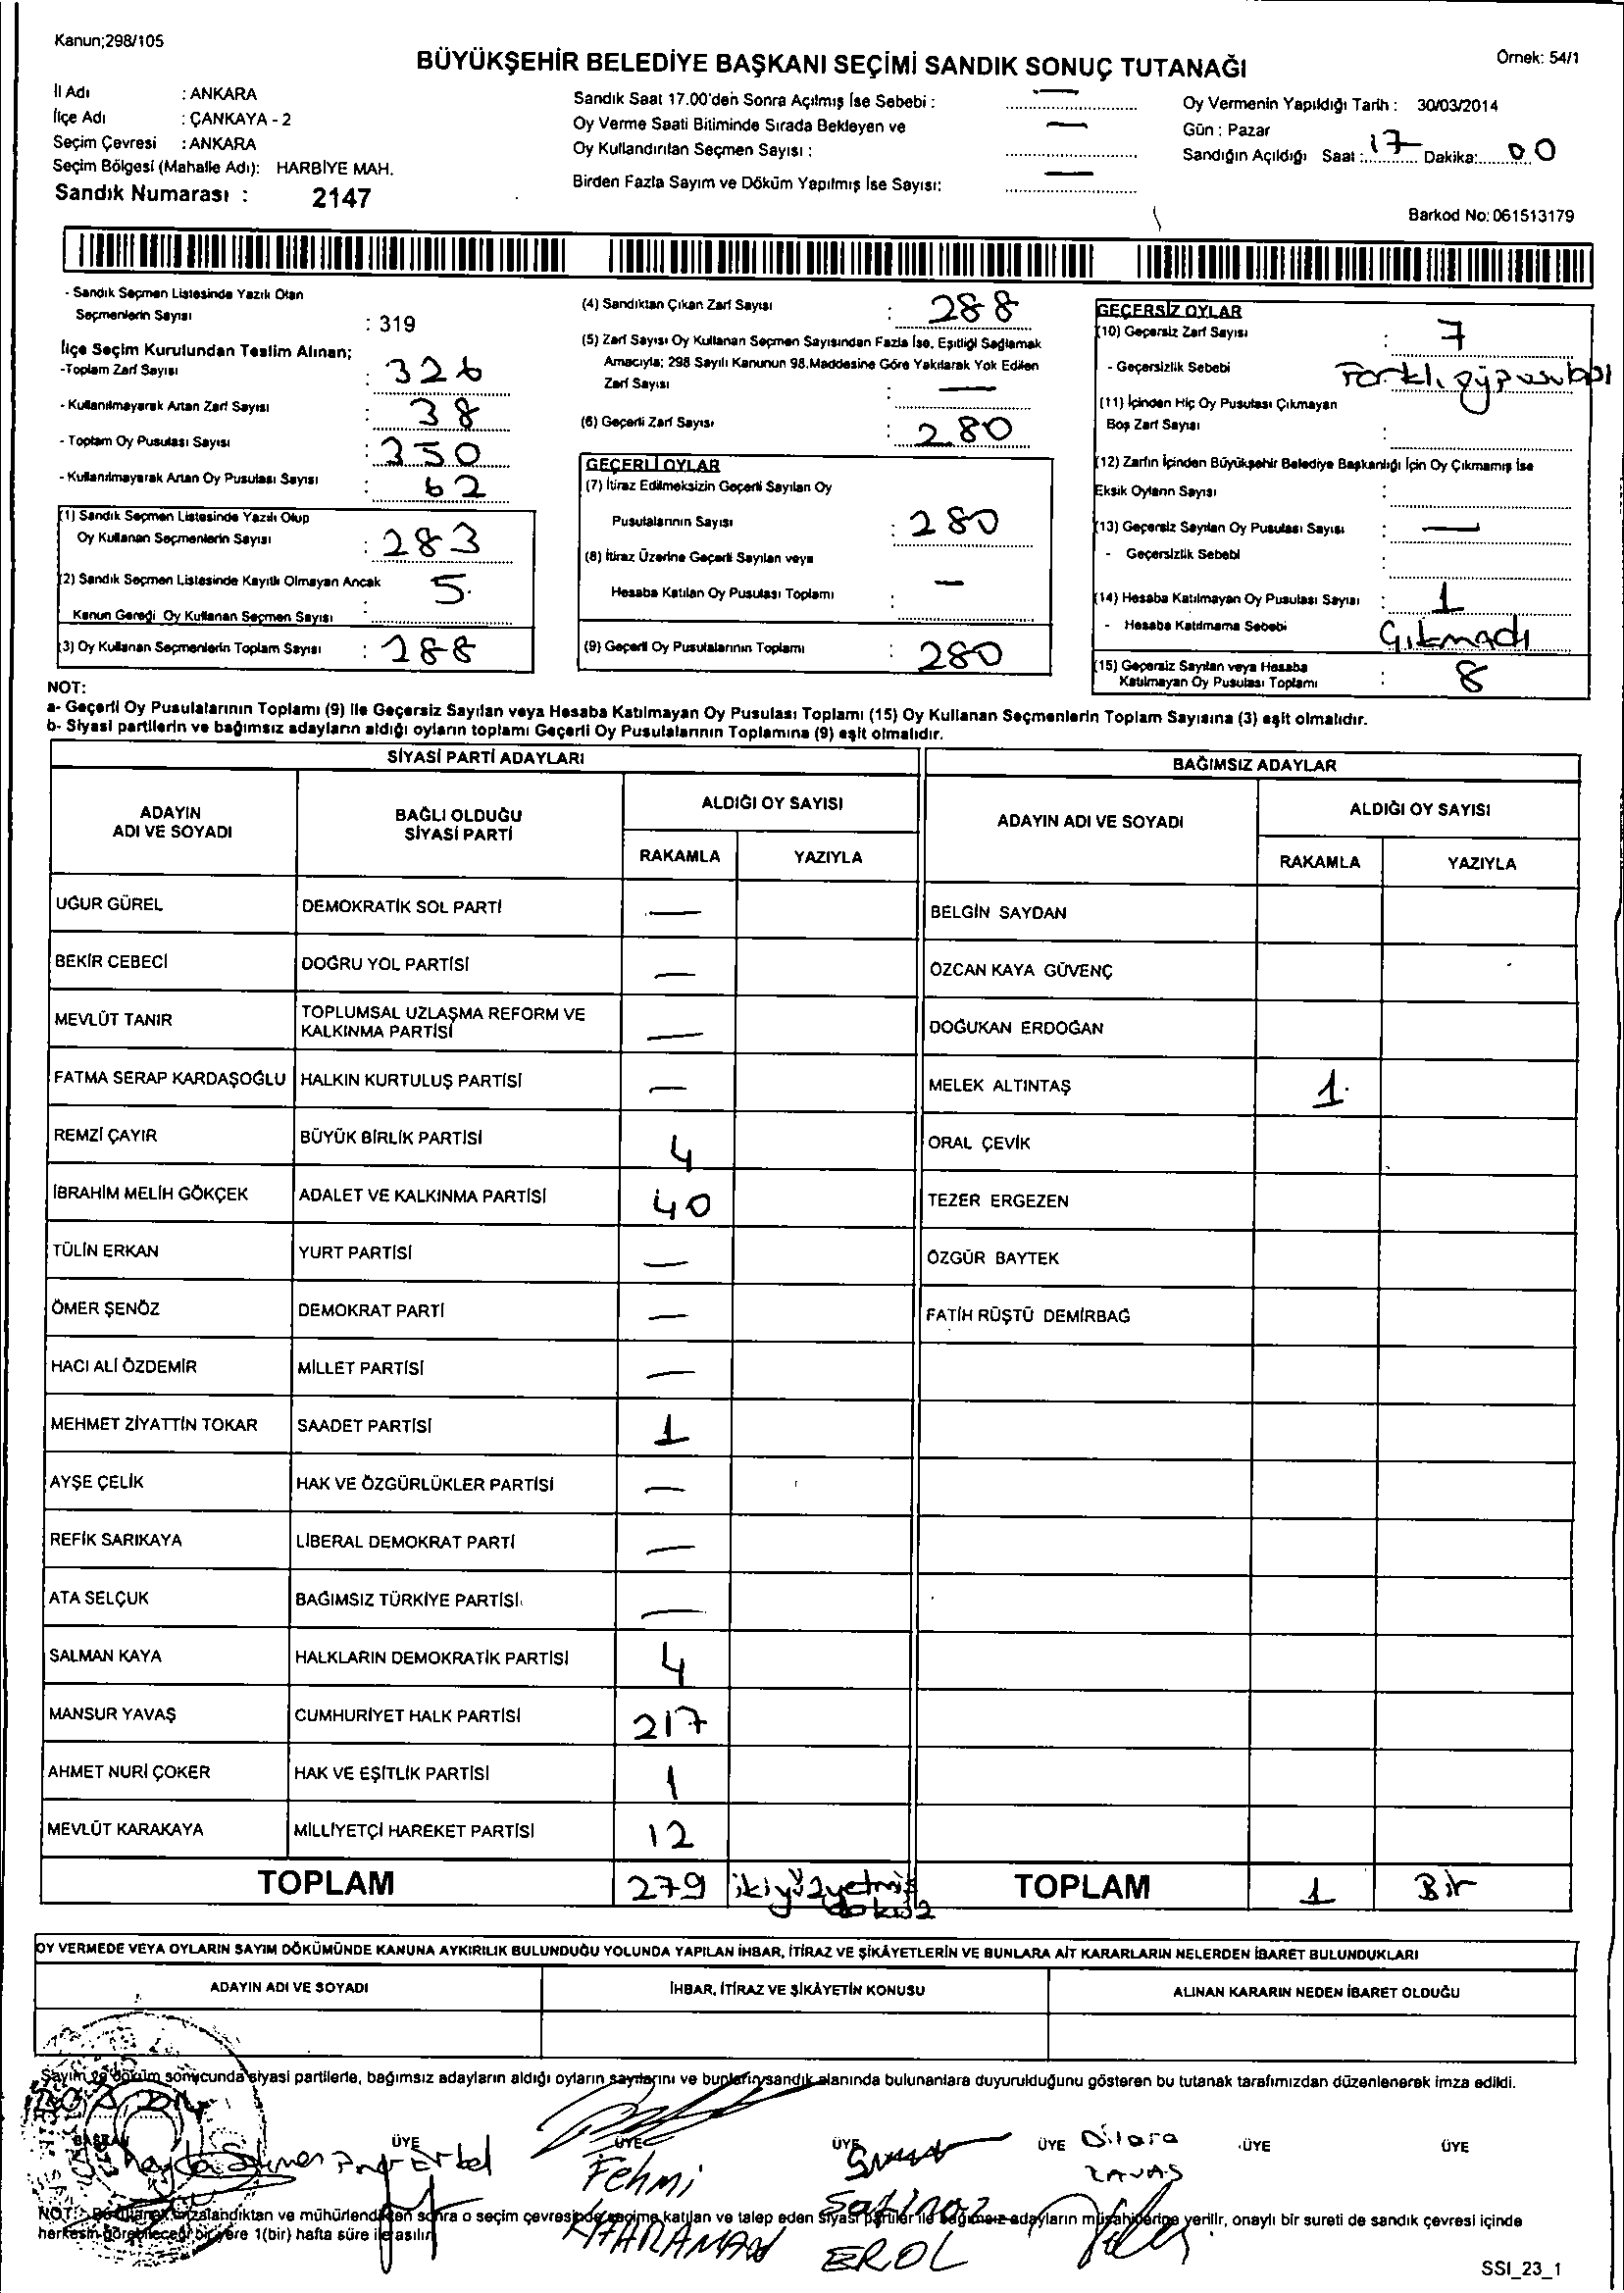 Kanun;298/105
Örnek: 54/1
BÜYÜKŞEHİR BELEDİYE BAŞKANI SEÇİMİ SANDIK SONUÇ TUTANAĞI
İl Adı : ANKARA
İlçe Adı : ÇANKAYA - 2
Seçim Çevresi : ANKARA
Seçim Bölgesi (Mahalle Adı): HARBİYE MAH.
Sandık Numarası : 2147
Sandık Saat 17.00'den Sonra Açılmış İse Sebebi : —
Oy Verme Saati Bitiminde Sırada Bekleyen ve
Oy Kullandırılan Seçmen Sayısı : —
Birden Fazla Sayım ve Döküm Yapılmış İse Sayısı: —
Oy Vermenin Yapıldığı Tarih : 30/03/2014
Gün : Pazar
Sandığın Açıldığı Saat : 17 Dakika: 00
Barkod No: 061513179
- Sandık Seçmen Listesinde Yazılı Olan
Seçmenlerin Sayısı : 319
İlçe Seçim Kurulundan Teslim Alınan;
-Toplam Zarf Sayısı : 326
- Kullanılmayarak Artan Zarf Sayısı : 38
- Toplam Oy Pusulası Sayısı : 350
- Kullanılmayarak Artan Oy Pusulası Sayısı : 62
(1) Sandık Seçmen Listesinde Yazılı Olup
Oy Kullanan Seçmenlerin Sayısı : 283
(2) Sandık Seçmen Listesinde Kayıtlı Olmayan Ancak
Kanun Gereği Oy Kullanan Seçmen Sayısı : 5
(3) Oy Kullanan Seçmenlerin Toplam Sayısı : 288
(4) Sandıktan Çıkan Zarf Sayısı : 288
(5) Zarf Sayısı Oy Kullanan Seçmen Sayısından Fazla İse, Eşitliği Sağlamak
Amacıyla; 298 Sayılı Kanunun 98.Maddesine Göre Yakılarak Yok Edilen
Zarf Sayısı : —
(6) Geçerli Zarf Sayısı : 280
GEÇERLİ OYLAR
(7) İtiraz Edilmeksizin Geçerli Sayılan Oy
Pusulalarının Sayısı : 280
(8) İtiraz Üzerine Geçerli Sayılan veya
Hesaba Katılan Oy Pusulası Toplamı : —
(9) Geçerli Oy Pusulalarının Toplamı : 280
GEÇERSİZ OYLAR
(10) Geçersiz Zarf Sayısı : 7
- Geçersizlik Sebebi : Farklı oy pusulası
(11) İçinden Hiç Oy Pusulası Çıkmayan
Boş Zarf Sayısı :
(12) Zarfın İçinden Büyükşehir Belediye Başkanlığı İçin Oy Çıkmamış İse
Eksik Oyların Sayısı :
(13) Geçersiz Sayılan Oy Pusulası Sayısı : —
- Geçersizlik Sebebi :
(14) Hesaba Katılmayan Oy Pusulası Sayısı : 1
- Hesaba Katılmama Sebebi : Çıkmadı
(15) Geçersiz Sayılan veya Hesaba
Katılmayan Oy Pusulası Toplamı : 8
NOT:
a- Geçerli Oy Pusulalarının Toplamı (9) ile Geçersiz Sayılan veya Hesaba Katılmayan Oy Pusulası Toplamı (15) Oy Kullanan Seçmenlerin Toplam Sayısına (3) eşit olmalıdır.
b- Siyasi partilerin ve bağımsız adayların aldığı oyların toplamı Geçerli Oy Pusulalarının Toplamına (9) eşit olmalıdır.
SİYASİ PARTİ ADAYLARI
ADAYIN ADI VE SOYADI
BAĞLI OLDUĞU SİYASİ PARTİ
ALDIĞI OY SAYISI
RAKAMLA YAZIYLA
UĞUR GÜREL DEMOKRATİK SOL PARTİ —
BEKİR CEBECİ DOĞRU YOL PARTİSİ —
MEVLÜT TANIR TOPLUMSAL UZLAŞMA REFORM VE KALKINMA PARTİSİ —
FATMA SERAP KARDAŞOĞLU HALKIN KURTULUŞ PARTİSİ —
REMZİ ÇAYIR BÜYÜK BİRLİK PARTİSİ 4
İBRAHİM MELİH GÖKÇEK ADALET VE KALKINMA PARTİSİ 40
TÜLİN ERKAN YURT PARTİSİ —
ÖMER ŞENÖZ DEMOKRAT PARTİ —
HACI ALİ ÖZDEMİR MİLLET PARTİSİ —
MEHMET ZİYATTİN TOKAR SAADET PARTİSİ 1
AYŞE ÇELİK HAK VE ÖZGÜRLÜKLER PARTİSİ —
REFİK SARIKAYA LİBERAL DEMOKRAT PARTİ —
ATA SELÇUK BAĞIMSIZ TÜRKİYE PARTİSİ —
SALMAN KAYA HALKLARIN DEMOKRATİK PARTİSİ 4
MANSUR YAVAŞ CUMHURİYET HALK PARTİSİ 217
AHMET NURİ ÇOKER HAK VE EŞİTLİK PARTİSİ 1
MEVLÜT KARAKAYA MİLLİYETÇİ HAREKET PARTİSİ 12
TOPLAM 279 ikiyüzyetmiş dokuz
BAĞIMSIZ ADAYLAR
ADAYIN ADI VE SOYADI
ALDIĞI OY SAYISI
RAKAMLA YAZIYLA
BELGİN SAYDAN
ÖZCAN KAYA GÜVENÇ
DOĞUKAN ERDOĞAN
MELEK ALTINTAŞ 1
ORAL ÇEVİK
TEZER ERGEZEN
ÖZGÜR BAYTEK
FATİH RÜŞTÜ DEMİRBAĞ
TOPLAM 1 Bir
OY VERMEDE VEYA OYLARIN SAYIM DÖKÜMÜNDE KANUNA AYKIRILIK BULUNDUĞU YOLUNDA YAPILAN İHBAR, İTİRAZ VE ŞİKÂYETLERİN VE BUNLARA AİT KARARLARIN NELERDEN İBARET BULUNDUKLARI
ADAYIN ADI VE SOYADI
İHBAR, İTİRAZ VE ŞİKÂYETİN KONUSU
ALINAN KARARIN NEDEN İBARET OLDUĞU
Sayım ve döküm sonucunda siyasi partilerle, bağımsız adayların aldığı oyların sayılarını ve bunların sandık alanında bulunanlara duyurulduğunu gösteren bu tutanak tarafımızdan düzenlenerek imza edildi.
BAŞKAN ÜYE ÜYE ÜYE ÜYE ÜYE ÜYE
Fehmi
KAHRAMAN
EROL
Dilara
YAVAŞ
NOT: Bu tutanak imzalandıktan ve mühürlendikten sonra o seçim çevresinde seçime katılan ve talep eden siyasi partiler ile bağımsız adayların müşahitlerine verilir, onaylı bir sureti de sandık çevresi içinde
herkesin görebileceği bir yere 1(bir) hafta süre ile asılır.
SSI_23_1